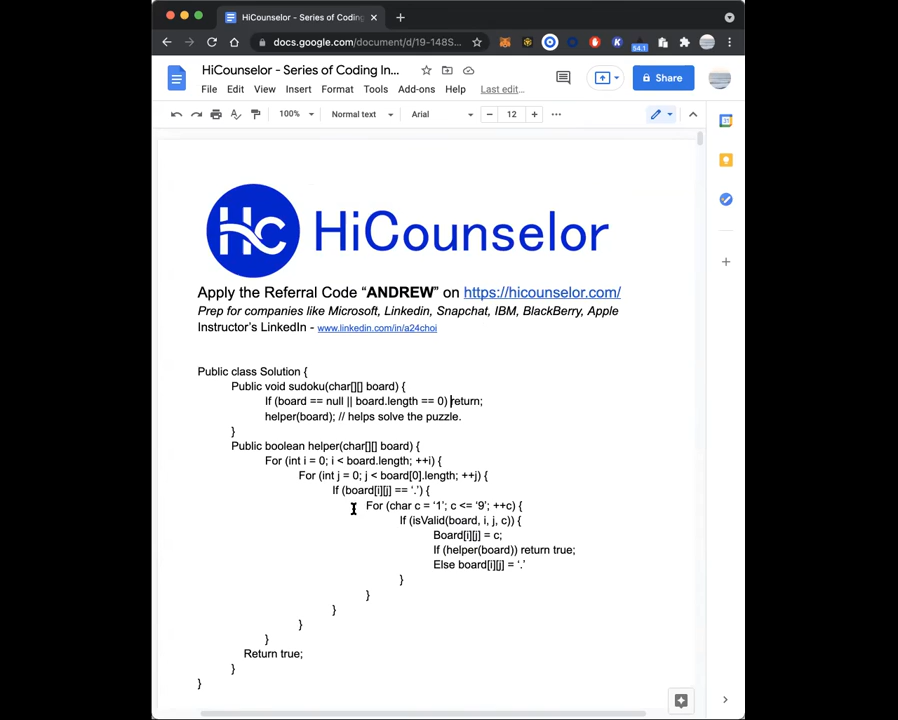 HiCounselor - Series of Coding
docs.google.com/document/d/19-148S...
54.1
HiCounselor - Series of Coding In...
Share
File Edit View Insert Format Tools Add-ons Help Last edit...
100% Normal text Arial 12
HC HiCounselor
Apply the Referral Code “ANDREW” on https://hicounselor.com/
Prep for companies like Microsoft, Linkedin, Snapchat, IBM, BlackBerry, Apple
Instructor’s LinkedIn - www.linkedin.com/in/a24choi
Public class Solution {
Public void sudoku(char[][] board) {
If (board == null || board.length == 0) return;
helper(board); // helps solve the puzzle.
}
Public boolean helper(char[][] board) {
For (int i = 0; i < board.length; ++i) {
For (int j = 0; j < board[0].length; ++j) {
If (board[i][j] == ‘.’) {
For (char c = ‘1’; c <= ‘9’; ++c) {
If (isValid(board, i, j, c)) {
Board[i][j] = c;
If (helper(board)) return true;
Else board[i][j] = ‘.’
}
}
}
}
}
Return true;
}
}